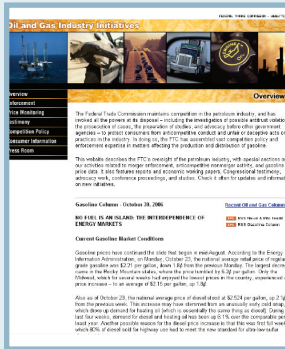 Oil and Gas Industry Initiatives
Overview
Enforcement
Price Monitoring
Testimony
Competition Policy
Consumer Information
Press Room
Overview
The Federal Trade Commission maintains competition in the petroleum industry, and has
invoked all the powers at its disposal - including the investigation of possible antitrust
the prosecution of cases, the preparation of studies, and advocacy before other government
agencies - to protect consumers from anticompetitive conduct and unfair or deceptive acts or
practices in the industry. In doing so, the FTC has assembled vast competition policy and
enforcement expertise in matters affecting the production and distribution of gasoline.
This website describes the FTC's oversight of the petroleum industry, with special sections
our activities related to merger enforcement, anticompetitive nonmerger activity, and gasoline
price data. It also features reports and economic working papers, Congressional testimony,
advocacy work, conference proceedings, and studies. Check it often for updates and
on new initiatives.
Gasoline Column - October 30, 2006
Recent Oil and Gas Column
NO FUEL IS AN ISLAND: THE INTERDEPENDENCE OF
ENERGY MARKETS
Current Gasoline Market Conditions
Gasoline prices have continued the slide that began in mid-August. According to the Energy
Information Administration, on Monday, October 23, the national average retail price of regular
grade gasoline was $2.21 per gallon, down 1.8¢ from the previous Monday. The largest
came in the Rocky Mountain states, where the price tumbled by per gallon. Only the
Midwest, which for several weeks had enjoyed the lowest prices in the country, experienced
price increase - to an average of $2.15 per gallon, up 1.8¢.
Also as of October 23, the national average price of diesel stood at $2.524 per gallon, up
from the previous week. This increase may have stemmed from an unusually early cold snap,
which drove up demand for heating oil (which is essentially the same thing as diesel). During
last four weeks, demand for diesel and heating oil has been up over the comparable
last year. Another possible reason for the diesel price increase is that this was first full week
which 80% of diesel sold for highway use had to meet the new standard for ultra-low-sulfur